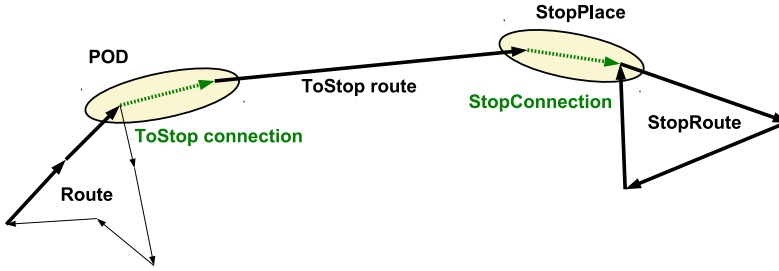 StopPlace
POD
ToStop route
StopConnection
StopRoute
ToStop connection
Route